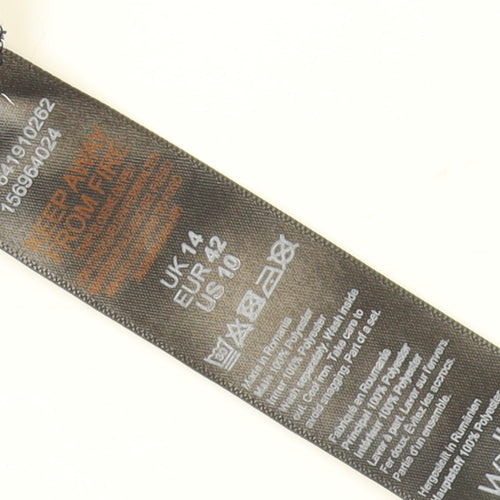 641910262
156964024
KEEP AWAY
FROM FIRE
UK 14
EUR 42
US 10
Made in Romania
Main 100% Polyester
Inner 100% Polyester
Wash separately. Wash inside
out. Cool iron. Take care to
avoid snagging. Part of a set.
Fabriqué en Roumanie
Principal 100% Polyester
Intérieur 100% Polyester
Laver à part. Laver sur l'envers.
Fer doux. Évitez les accrocs.
Partie d'un ensemble.
Hergestellt in Rumänien
Hauptstoff 100% Polyester